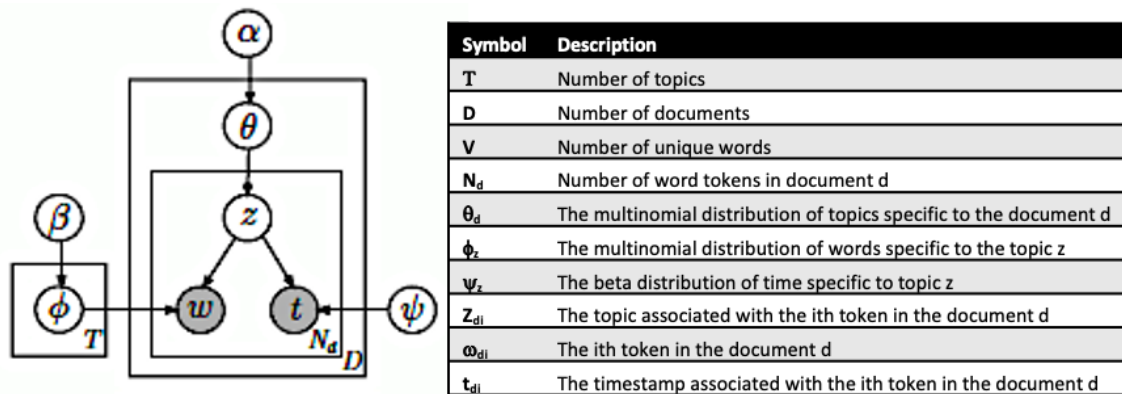 α
θ
z
β
ϕ
w
t
ψ
T
N_d
D
Symbol Description
T Number of topics
D Number of documents
V Number of unique words
N_d Number of word tokens in document d
θ_d The multinomial distribution of topics specific to the document d
ϕ_z The multinomial distribution of words specific to the topic z
ψ_z The beta distribution of time specific to topic z
Z_di The topic associated with the ith token in the document d
ω_di The ith token in the document d
t_di The timestamp associated with the ith token in the document d